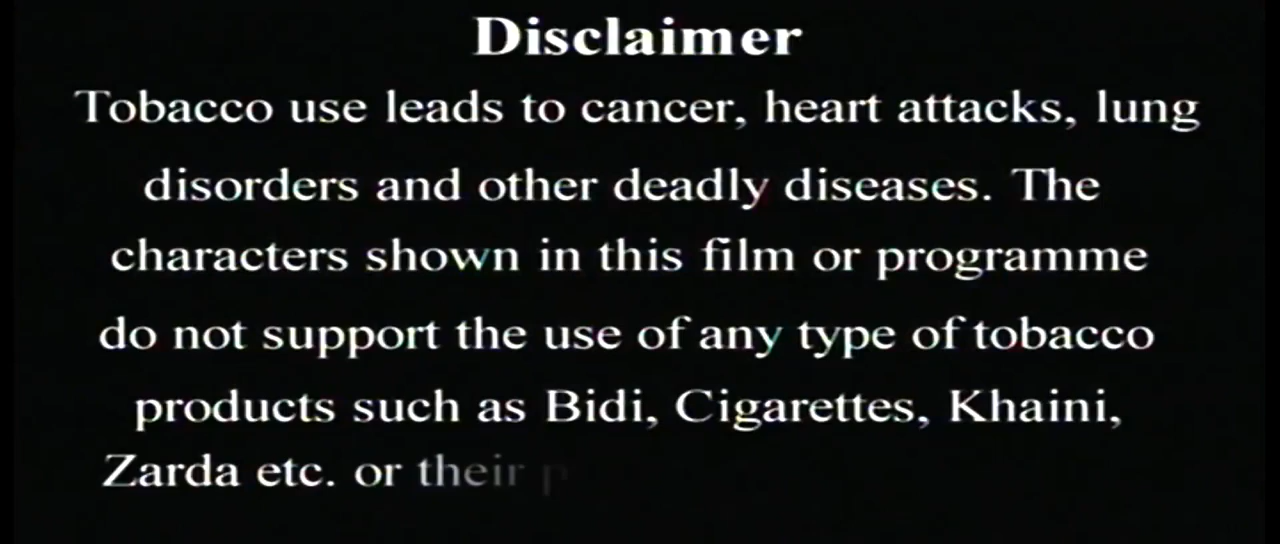 Disclaimer
Tobacco use leads to cancer, heart attacks, lung
disorders and other deadly diseases. The
characters shown in this film or programme
do not support the use of any type of tobacco
products such as Bidi, Cigarettes, Khaini,
Zarda etc. or their p